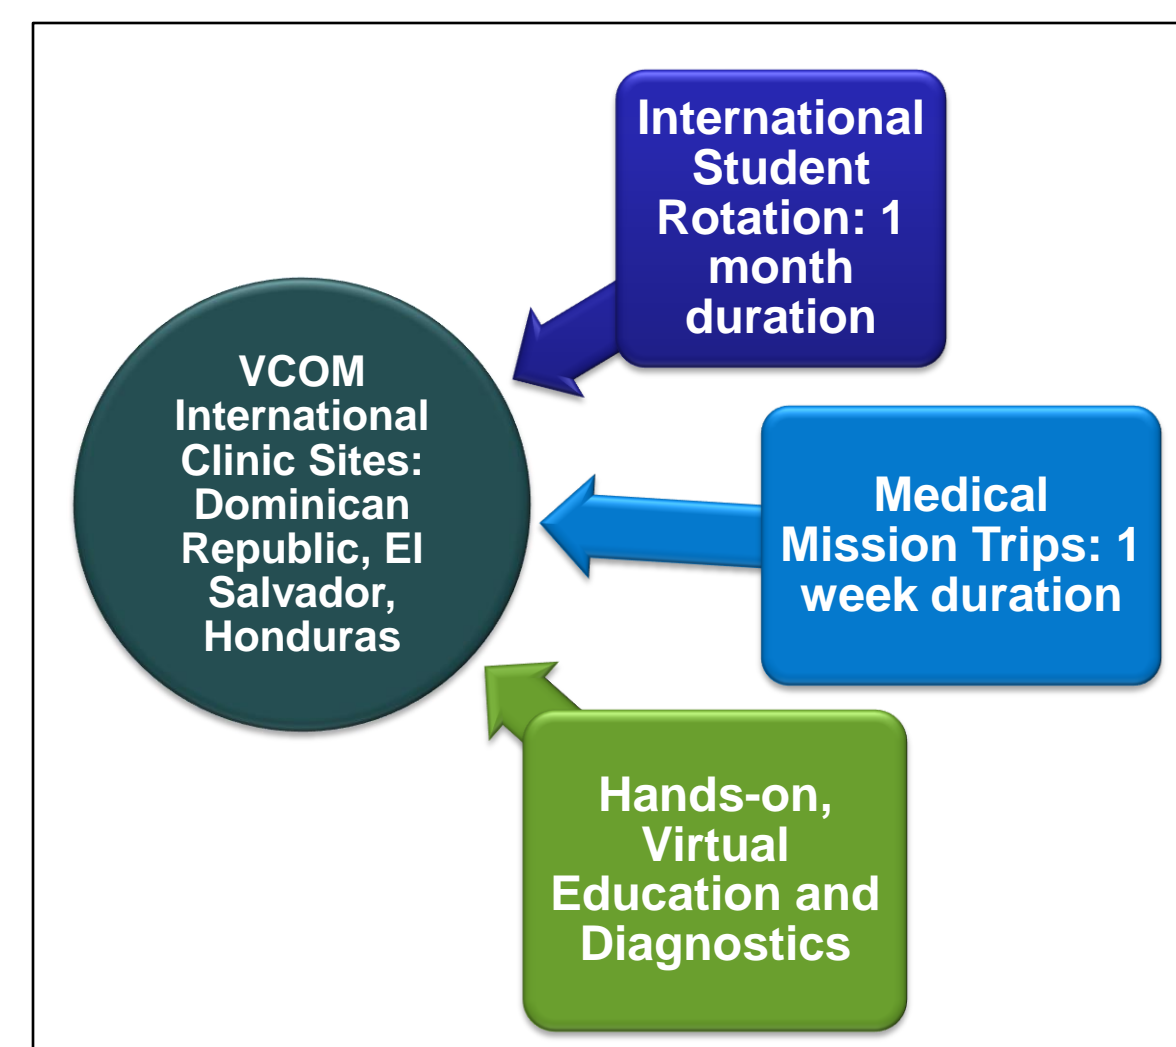 International
Student
Rotation: 1
month
duration
VCOM
International
Clinic Sites:
Dominican
Republic, El
Salvador,
Honduras
Medical
Mission Trips: 1
week duration
Hands-on,
Virtual
Education and
Diagnostics